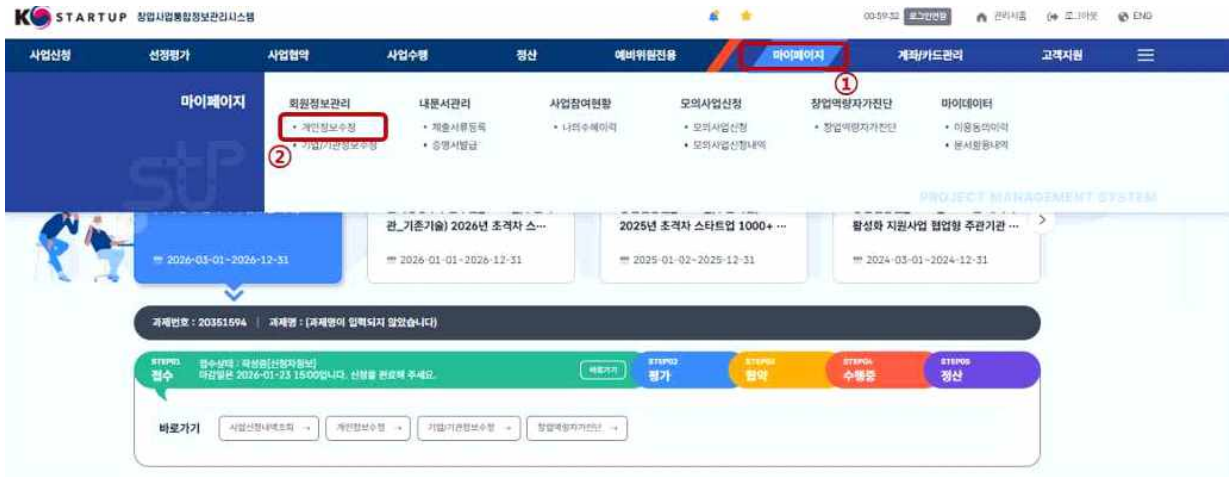 K STARTUP 창업사업통합정보관리시스템
로그인연장 관리시홈 로그아웃 ENG
사업신청 선정평가 사업협약 사업수행 정산 예비위원전용 마이페이지 계좌/카드관리 고객지원
①
마이페이지 회원정보관리 내문서관리 사업참여현황 모의사업신청 창업역량자가진단 마이데이터
• 개인정보수정 • 제출서류등록 • 나의수혜이력 • 모의사업신청 • 창업역량자가진단 • 이용동의이력
②
• 기업/기관정보수정 • 증명서발급 • 모의사업신청내역 • 문서활용내역
PROJECT MANAGEMENT SYSTEM
관_기존기술) 2026년 초격차 스… 2025년 초격차 스타트업 1000+ … 활성화 지원사업 협업형 주관기관 …
2026-03-01~2026-12-31 2026-01-01~2026-12-31 2025-01-02~2025-12-31 2024-03-01~2024-12-31
과제번호 : 20351594 | 과제명 : (과제명이 입력되지 않았습니다)
STEP01 접수상태 : 작성중[신청자정보] STEP02 STEP03 STEP04 STEP05
접수 마감일은 2026-01-23 15:00입니다. 신청을 완료해 주세요. 바로가기 평가 협약 수행중 정산
바로가기 사업신청내역조회 → 개인정보수정 → 기업/기관정보수정 → 창업역량자가진단 →